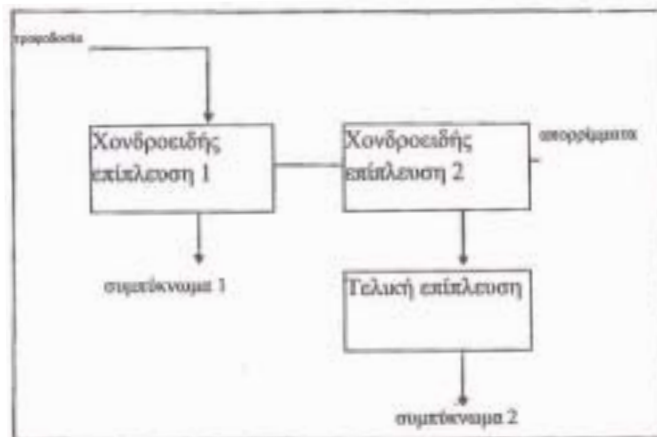 τροφοδοσία
Χονδροειδής
επίπλευση 1
Χονδροειδής
επίπλευση 2
απορρίμματα
συμπύκνωμα 1
Τελική επίπλευση
συμπύκνωμα 2